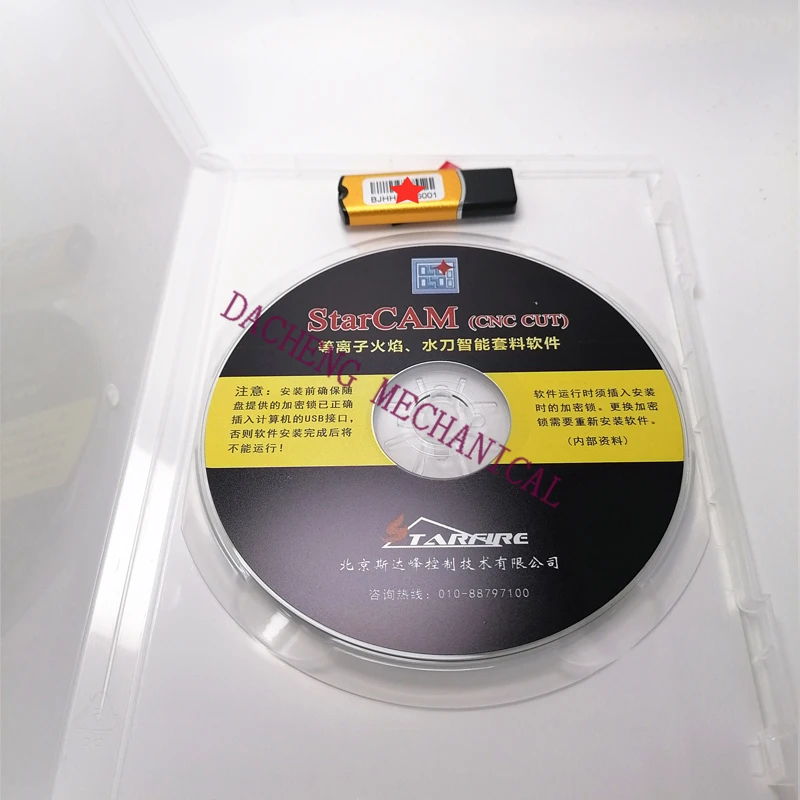 BJHH
6001
StarCAM (CNC CUT)
等离子火焰、水刀智能套料软件
注意：安装前确保随
盘提供的加密锁已正确
插入计算机的USB接口，
否则软件安装完成后将
不能运行！
软件运行时须插入安装
时的加密锁。更换加密
锁需要重新安装软件。
（内部资料）
STARFIRE
北京斯达峰控制技术有限公司
咨询热线：010-88797100
DACHENG MECHANICAL